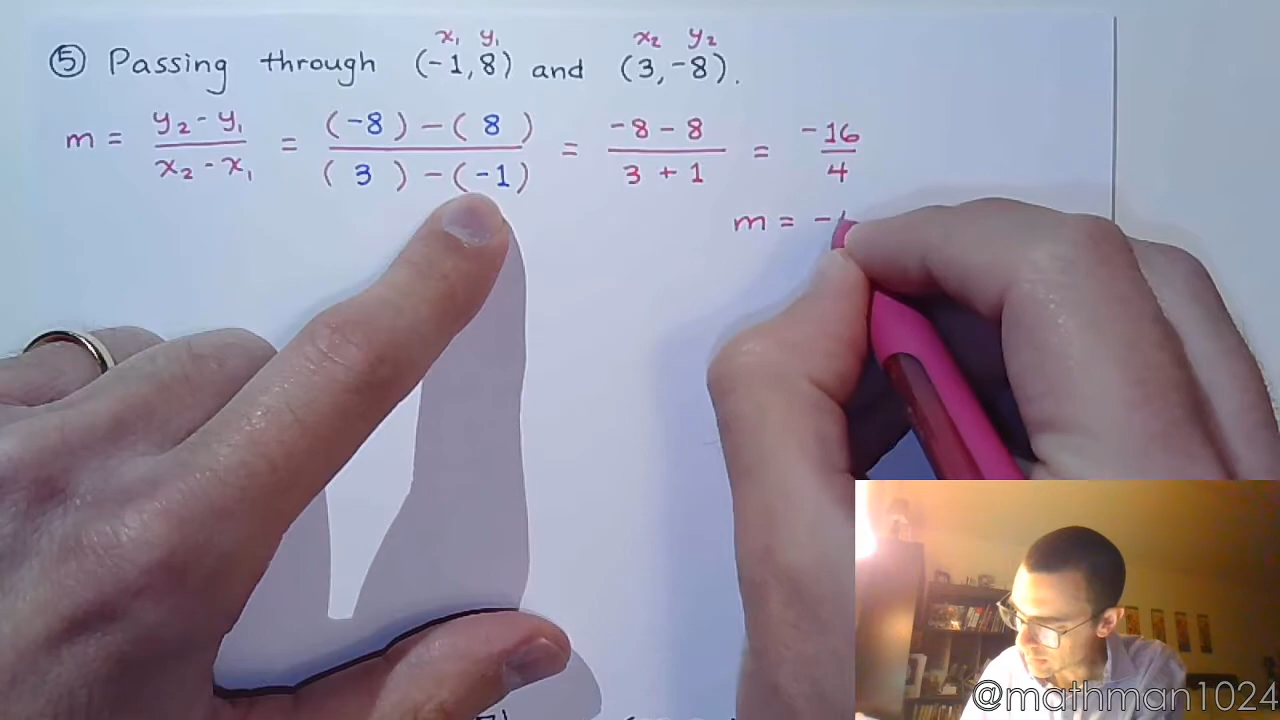 x₁ y₁ x₂ y₂
⑤ Passing through (-1, 8) and (3, -8).
m = y₂ - y₁ / x₂ - x₁ = (-8) - (8) / (3) - (-1) = -8 - 8 / 3 + 1 = -16 / 4
m = -
@mathman1024